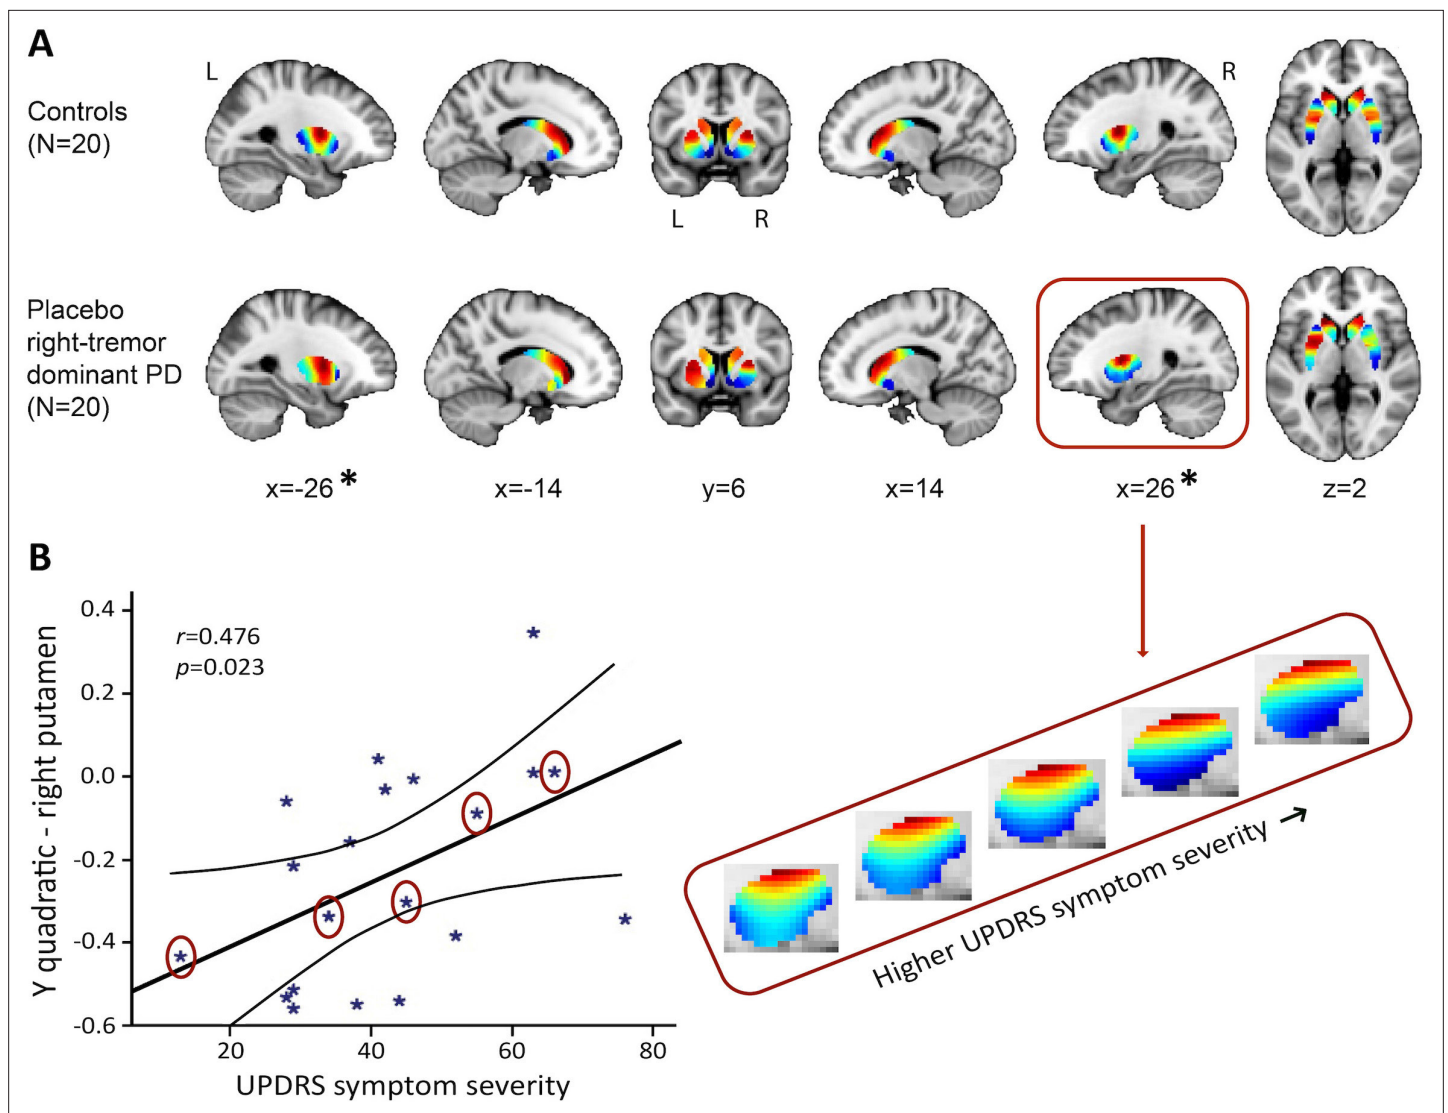 A
L
R
Controls
(N=20)
L
R
Placebo
right-tremor
dominant PD
(N=20)
x=-26 *
x=-14
y=6
x=14
x=26 *
z=2
B
Y quadratic - right putamen
0.4
0.2
0.0
-0.2
-0.4
-0.6
r=0.476
p=0.023
20
40
60
80
UPDRS symptom severity
Higher UPDRS symptom severity →